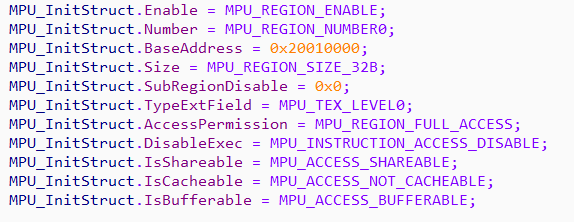 MPU_InitStruct.Enable = MPU_REGION_ENABLE;
MPU_InitStruct.Number = MPU_REGION_NUMBER0;
MPU_InitStruct.BaseAddress = 0x20010000;
MPU_InitStruct.Size = MPU_REGION_SIZE_32B;
MPU_InitStruct.SubRegionDisable = 0x0;
MPU_InitStruct.TypeExtField = MPU_TEX_LEVEL0;
MPU_InitStruct.AccessPermission = MPU_REGION_FULL_ACCESS;
MPU_InitStruct.DisableExec = MPU_INSTRUCTION_ACCESS_DISABLE;
MPU_InitStruct.IsShareable = MPU_ACCESS_SHAREABLE;
MPU_InitStruct.IsCacheable = MPU_ACCESS_NOT_CACHEABLE;
MPU_InitStruct.IsBufferable = MPU_ACCESS_BUFFERABLE;